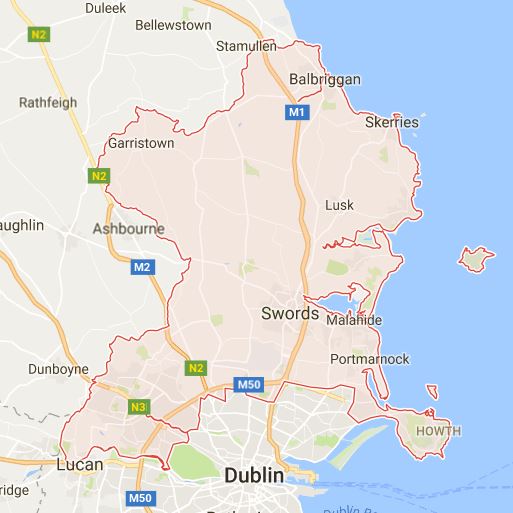 Duleek
Bellewstown
N2
Stamullen
Balbriggan
Rathfeigh
M1
Skerries
Garristown
N2
Lusk
aughlin
Ashbourne
M2
Swords
Malahide
Portmarnock
Dunboyne
N2
M50
N3
HOWTH
Lucan
Dublin
ridge
M50